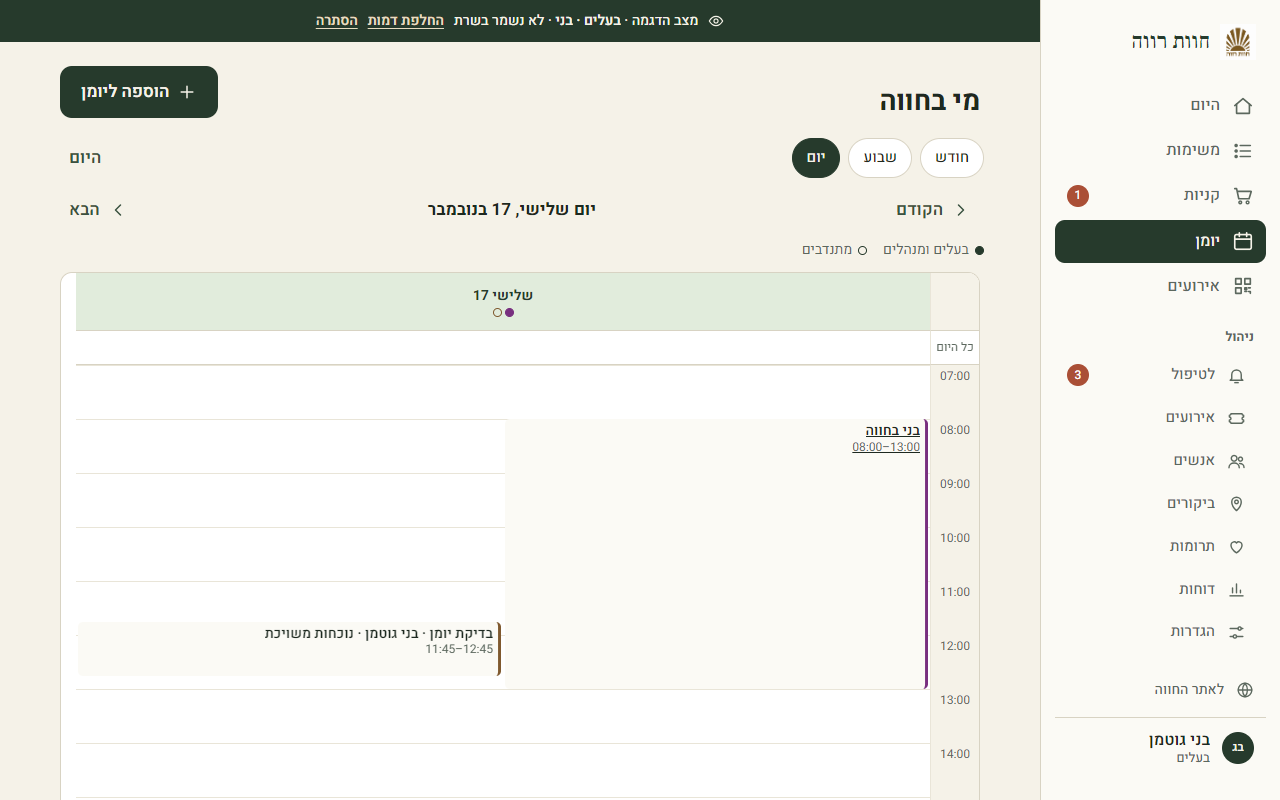 מצב הדגמה · בעלים · בני · לא נשמר בשרת החלפת דמות הסתרה
חוות רווה
היום
משימות
קניות 1
יומן
אירועים
ניהול
לטיפול 3
אירועים
אנשים
ביקורים
תרומות
דוחות
הגדרות
לאתר החווה
בג
בני גוטמן
בעלים
מי בחווה
הוספה ליומן
חודש שבוע יום
היום
הקודם
יום שלישי, 17 בנובמבר
הבא
בעלים ומנהלים מתנדבים
שלישי 17
כל היום
07:00
08:00
בני בחווה
08:00–13:00
09:00
10:00
11:00
בדיקת יומן · בני גוטמן · נוכחות משויכת
11:45–12:45
12:00
13:00
14:00